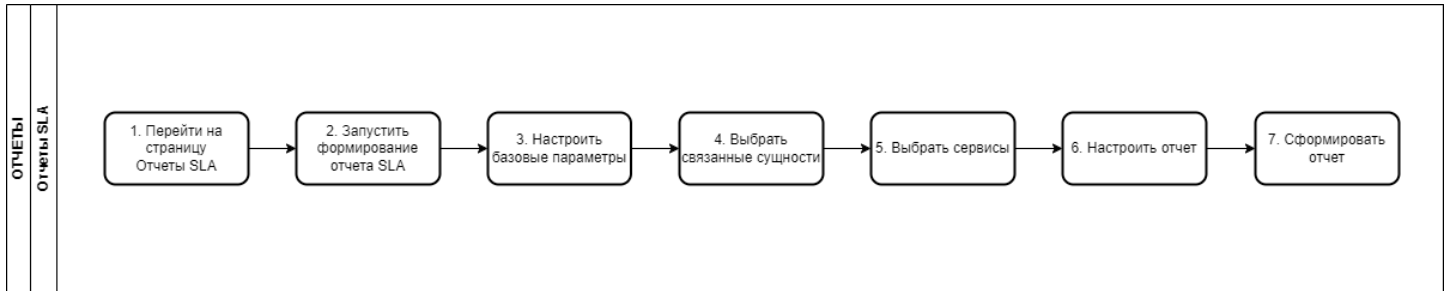 ОТЧЕТЫ
Отчеты SLA
1. Перейти на
страницу
Отчеты SLA
2. Запустить
формирование
отчета SLA
3. Настроить
базовые параметры
4. Выбрать
связанные сущности
5. Выбрать сервисы
6. Настроить отчет
7. Сформировать
отчет